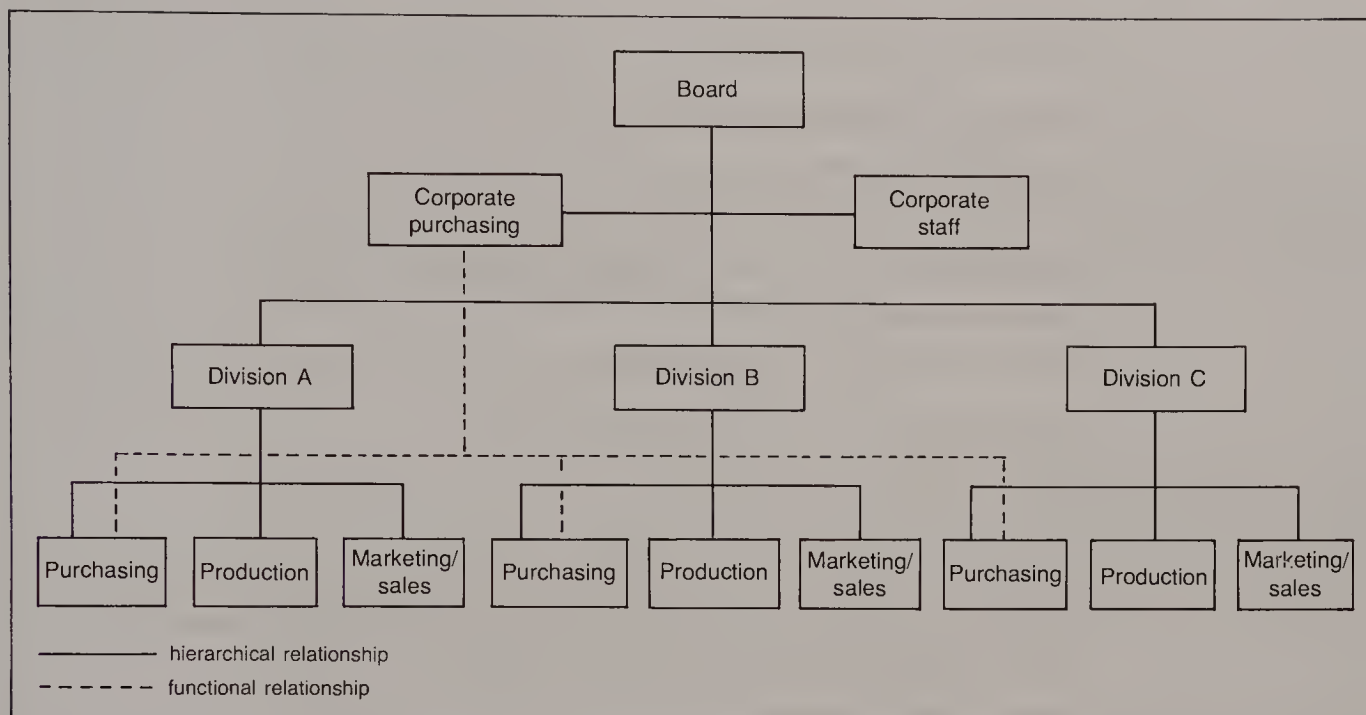 Board
Corporate
purchasing
Corporate
staff
Division A
Division B
Division C
Purchasing
Production
Marketing/
sales
Purchasing
Production
Marketing/
sales
Purchasing
Production
Marketing/
sales
hierarchical relationship
functional relationship